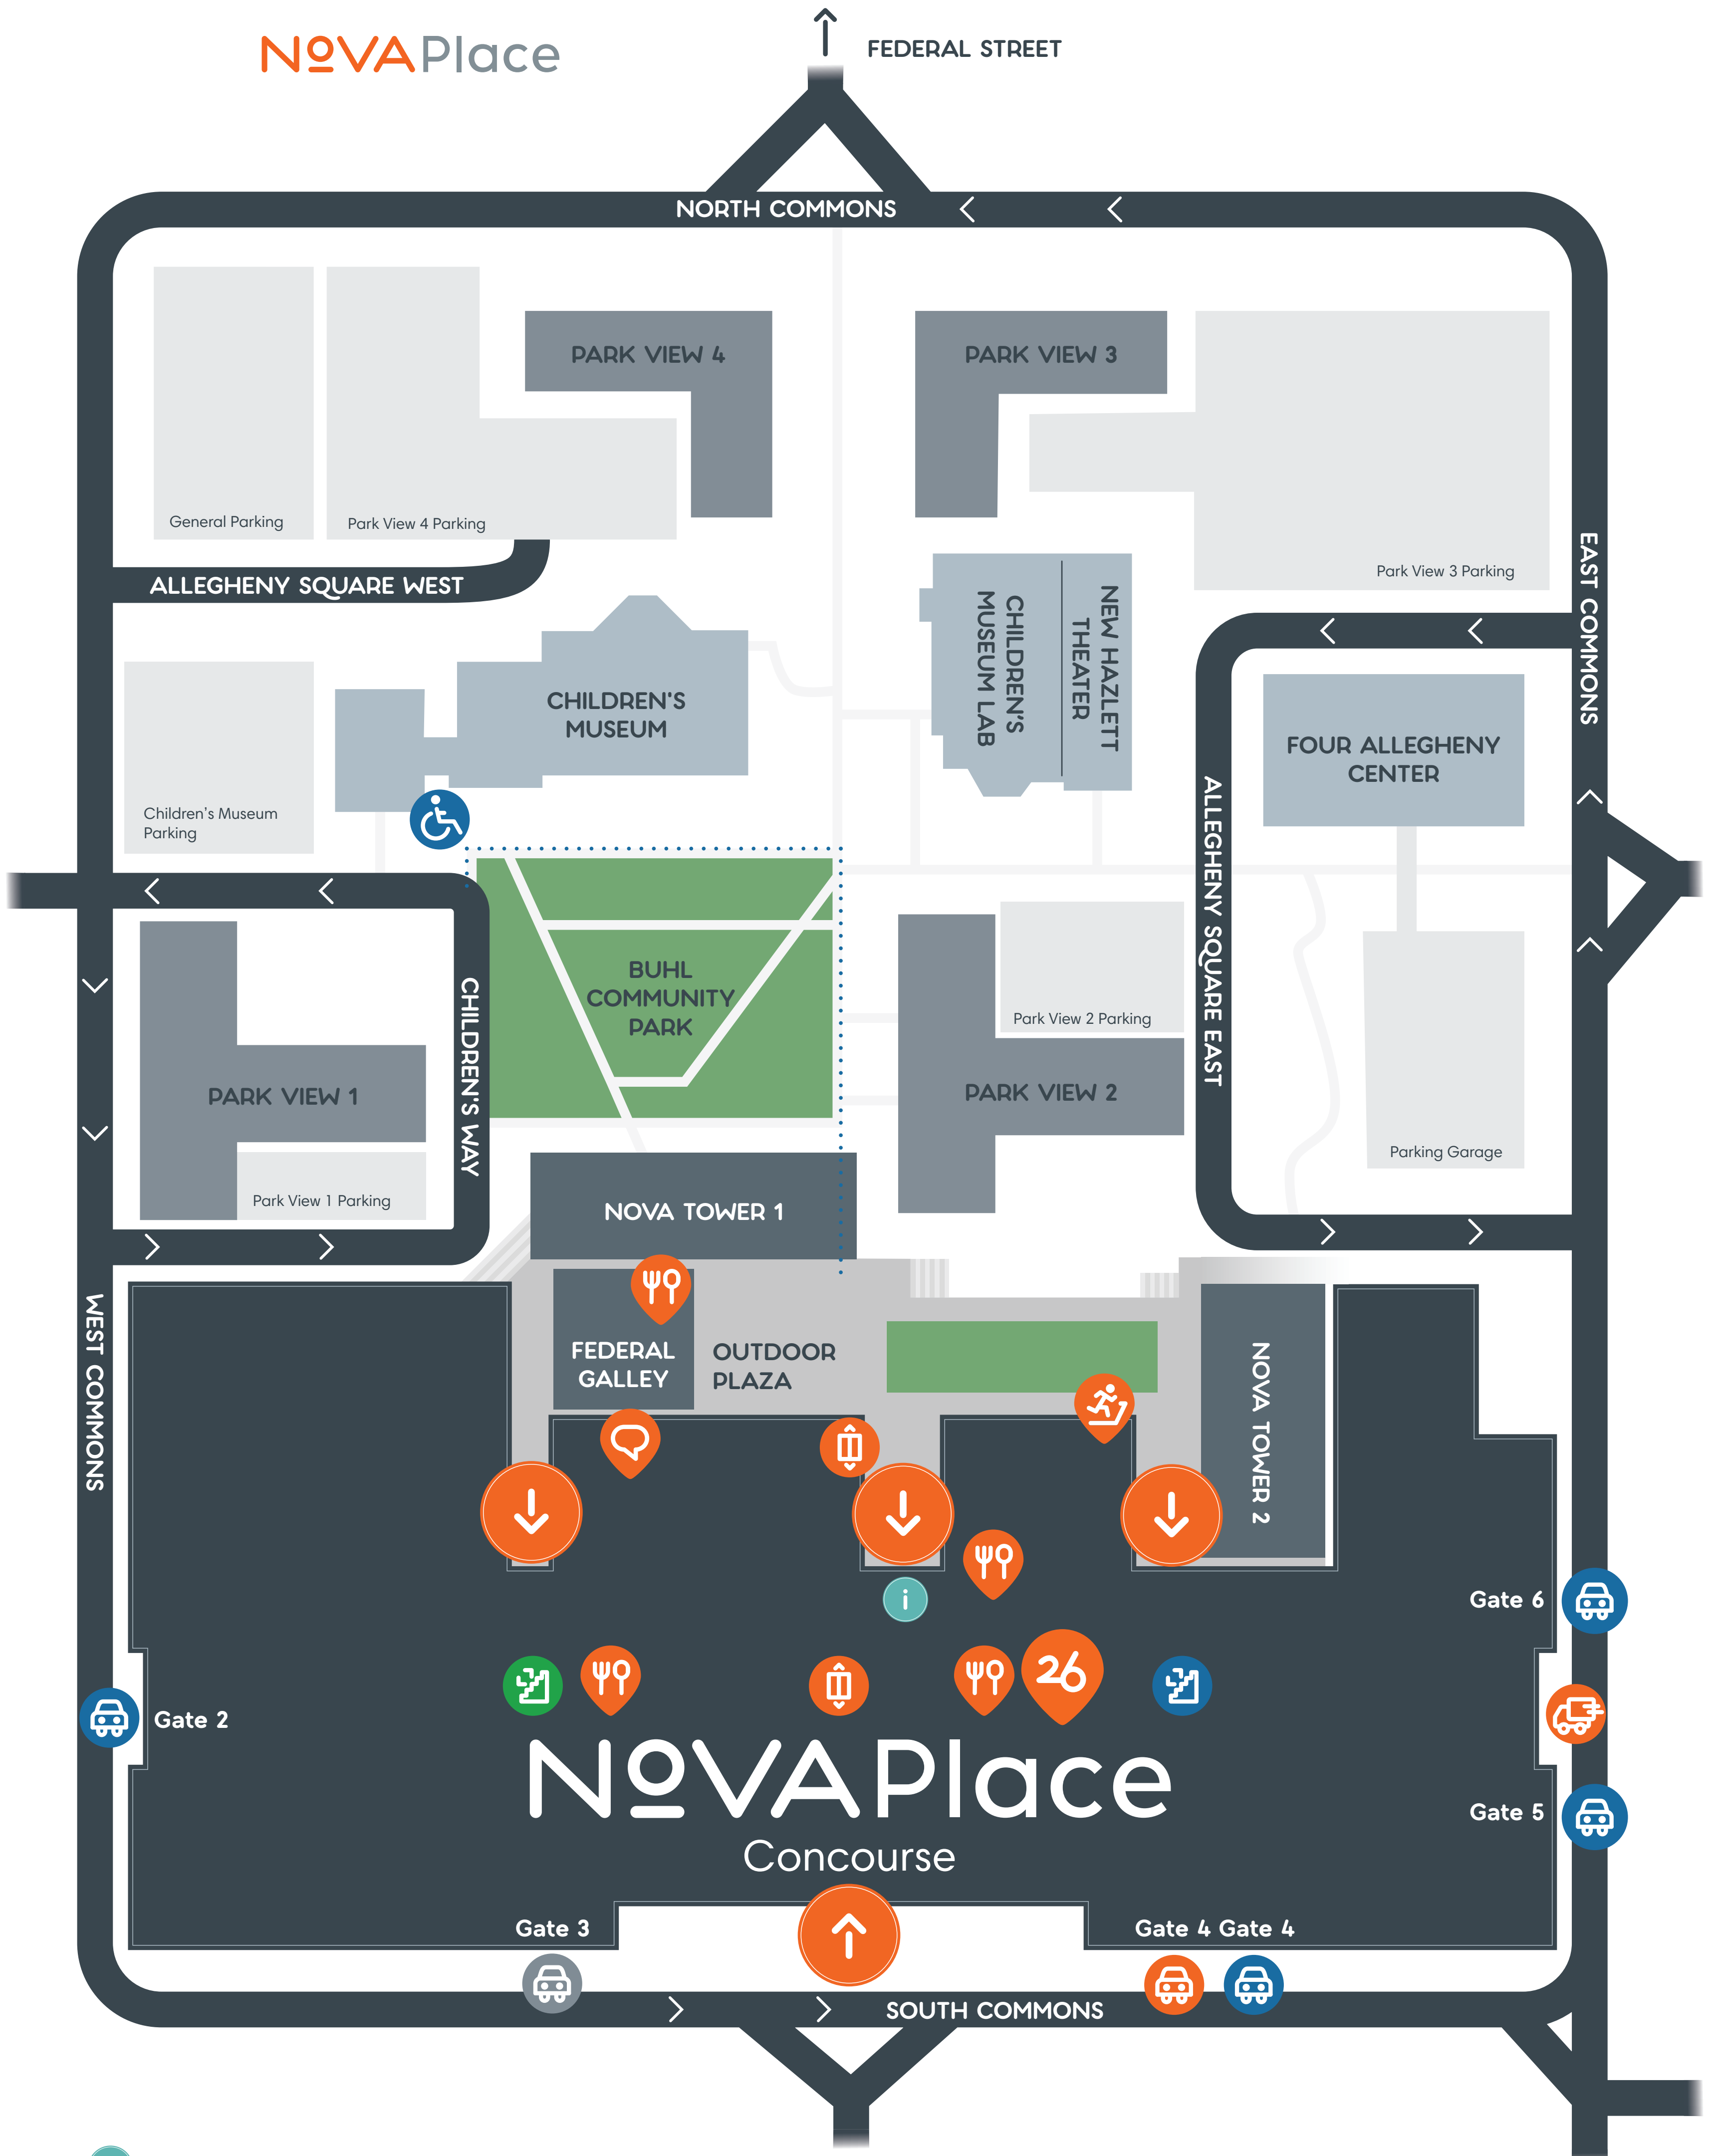 NoVAPlace
FEDERAL STREET
NORTH COMMONS
PARK VIEW 4
PARK VIEW 3
General Parking
Park View 4 Parking
Park View 3 Parking
EAST COMMONS
ALLEGHENY SQUARE WEST
CHILDREN'S
MUSEUM
CHILDREN'S
MUSEUM LAB
NEW HAZLETT
THEATER
FOUR ALLEGHENY
CENTER
Children's Museum
Parking
ALLEGHENY SQUARE EAST
BUHL
COMMUNITY
PARK
CHILDREN'S WAY
Park View 2 Parking
PARK VIEW 1
PARK VIEW 2
Parking Garage
Park View 1 Parking
NOVA TOWER 1
WEST COMMONS
FEDERAL
GALLEY
OUTDOOR
PLAZA
NOVA TOWER 2
i
Gate 6
26
Gate 2
NoVAPlace
Concourse
Gate 5
Gate 3
Gate 4 Gate 4
SOUTH COMMONS